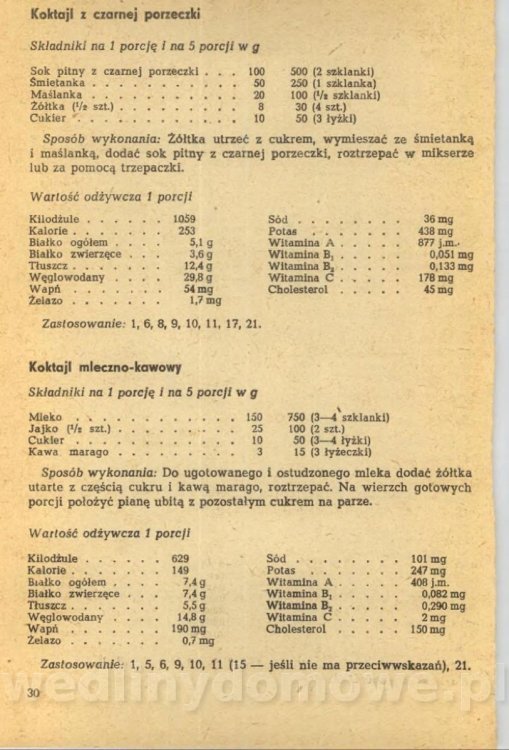 Koktajl z czarnej porzeczki
Składniki na 1 porcję i na 5 porcji w g
Sok pitny z czarnej porzeczki . . . 100 500 (2 szklanki)
Śmietanka . . . . . . . . . . 50 250 (1 szklanka)
Maślanka . . . . . . . . . . 20 100 (½ szklanki)
Żółtka (½ szt.) . . . . . . . . 8 30 (4 szt.)
Cukier . . . . . . . . . . . 10 50 (3 łyżki)
Sposób wykonania: Żółtka utrzeć z cukrem, wymieszać ze śmietanką
i maślanką, dodać sok pitny z czarnej porzeczki, roztrzepać w mikserze
lub za pomocą trzepaczki.
Wartość odżywcza 1 porcji
Kilodżule . . . . . . 1059 Sód . . . . . . . . 36 mg
Kalorie . . . . . . . 253 Potas . . . . . . . 438 mg
Białko ogółem . . . . 5,1 g Witamina A . . . . . 877 j.m.
Białko zwierzęce . . . 3,6 g Witamina B₁ . . . . . 0,051 mg
Tłuszcz . . . . . . . 12,4 g Witamina B₂ . . . . . 0,133 mg
Węglowodany . . . . 29,8 g Witamina C . . . . . 178 mg
Wapń . . . . . . . 54 mg Cholesterol . . . . . 45 mg
Żelazo . . . . . . . 1,7 mg
Zastosowanie: 1, 6, 8, 9, 10, 11, 17, 21.
Koktajl mleczno-kawowy
Składniki na 1 porcję i na 5 porcji w g
Mleko . . . . . . . . . . . 150 750 (3—4 szklanki)
Jajko (½ szt.) . . . . . . . . 25 100 (2 szt.)
Cukier . . . . . . . . . . . 10 50 (3—4 łyżki)
Kawa marago . . . . . . . . . 3 15 (3 łyżeczki)
Sposób wykonania: Do ugotowanego i ostudzonego mleka dodać żółtka
utarte z częścią cukru i kawą marago, roztrzepać. Na wierzch gotowych
porcji położyć pianę ubitą z pozostałym cukrem na parze.
Wartość odżywcza 1 porcji
Kilodżule . . . . . . 629 Sód . . . . . . . . 101 mg
Kalorie . . . . . . . 149 Potas . . . . . . . 247 mg
Białko ogółem . . . . 7,4 g Witamina A . . . . . 408 j.m.
Białko zwierzęce . . . 7,4 g Witamina B₁ . . . . . 0,082 mg
Tłuszcz . . . . . . . 5,5 g Witamina B₂ . . . . . 0,290 mg
Węglowodany . . . . 14,8 g Witamina C . . . . . 2 mg
Wapń . . . . . . . 190 mg Cholesterol . . . . . 150 mg
Żelazo . . . . . . . 0,7 mg
Zastosowanie: 1, 5, 6, 9, 10, 11 (15 — jeśli nie ma przeciwwskazań), 21.
wedlinydomowe.pl
30